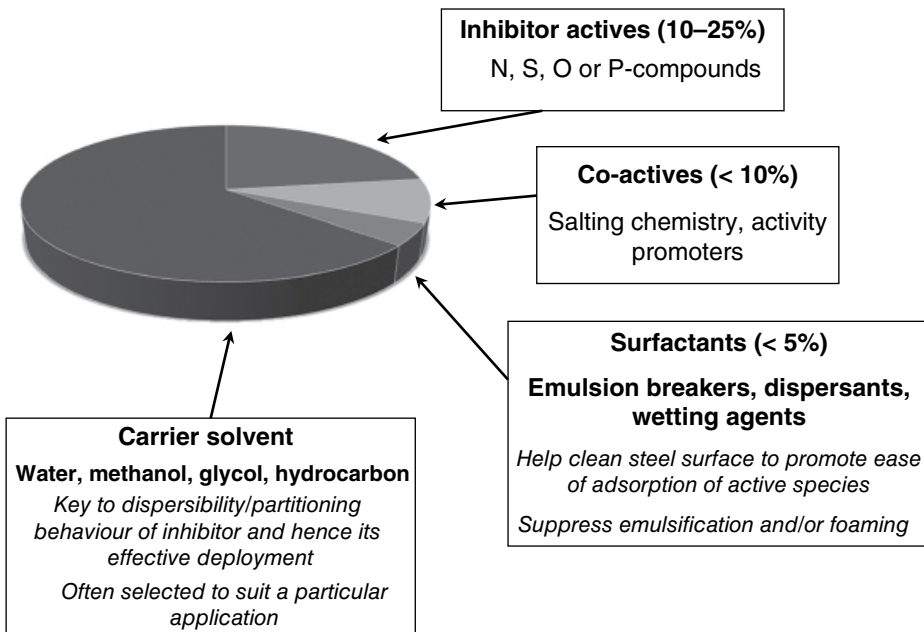 Inhibitor actives (10–25%)
N, S, O or P-compounds
Co-actives (< 10%)
Salting chemistry, activity
promoters
Surfactants (< 5%)
Emulsion breakers, dispersants,
wetting agents
Help clean steel surface to promote ease
of adsorption of active species
Suppress emulsification and/or foaming
Carrier solvent
Water, methanol, glycol, hydrocarbon
Key to dispersibility/partitioning
behaviour of inhibitor and hence its
effective deployment
Often selected to suit a particular
application